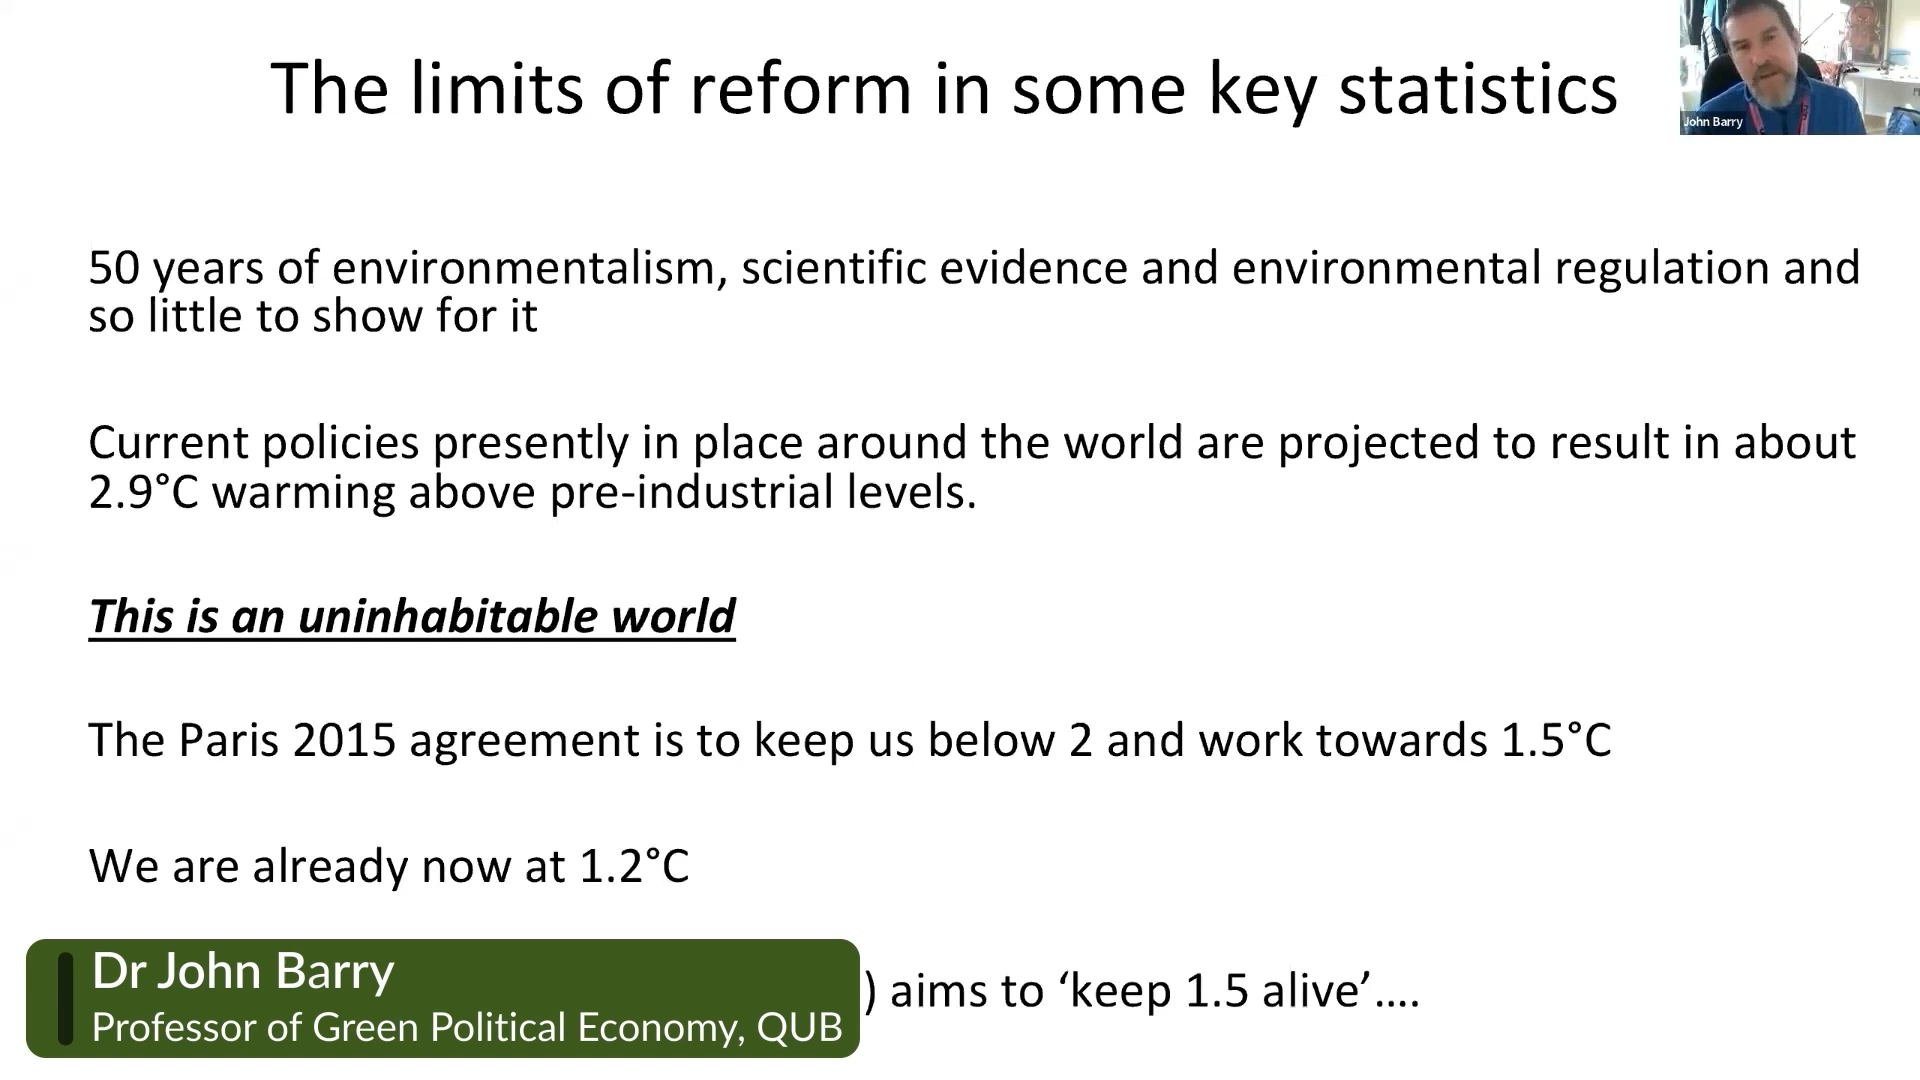 The limits of reform in some key statistics
John Barry
50 years of environmentalism, scientific evidence and environmental regulation and
so little to show for it
Current policies presently in place around the world are projected to result in about
2.9°C warming above pre-industrial levels.
This is an uninhabitable world
The Paris 2015 agreement is to keep us below 2 and work towards 1.5°C
We are already now at 1.2°C
) aims to ‘keep 1.5 alive’....
Dr John Barry
Professor of Green Political Economy, QUB